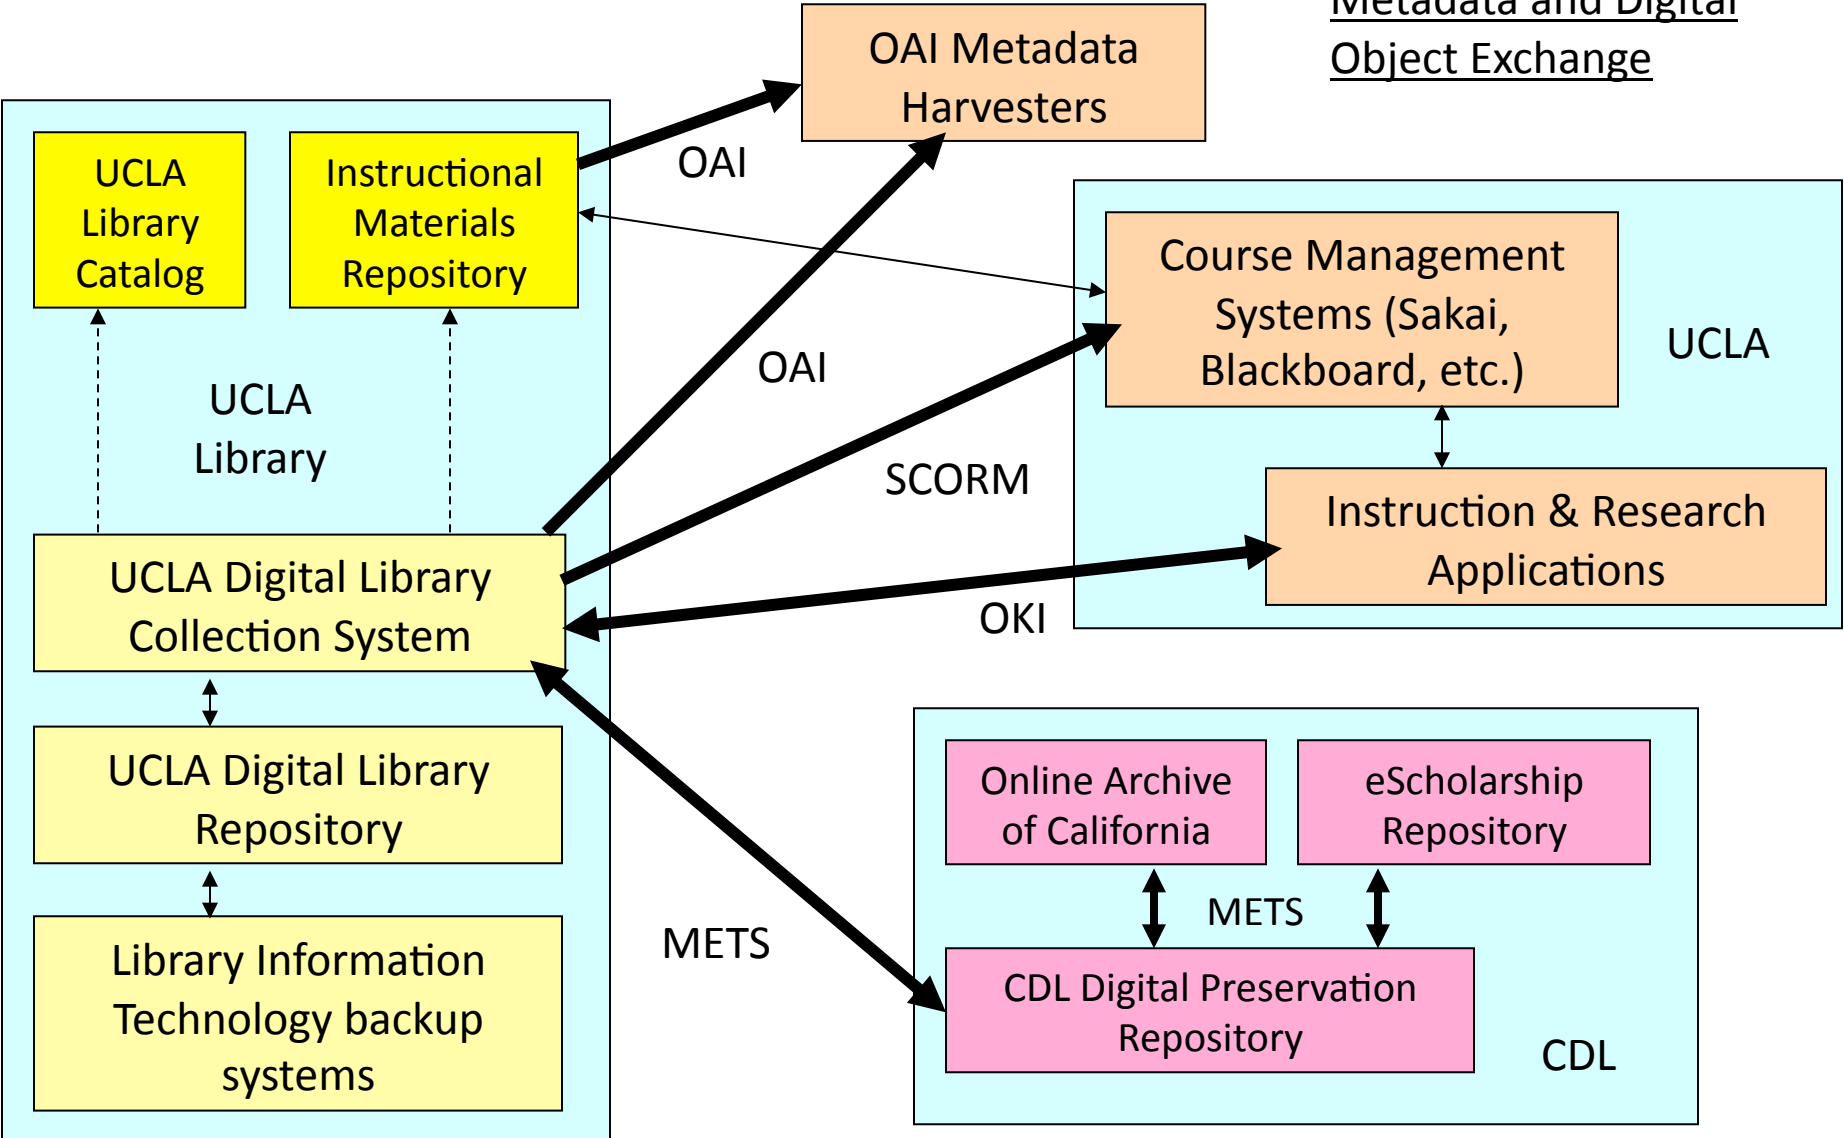 Metadata and Digital
Object Exchange
OAI Metadata
Harvesters
UCLA
Library
Catalog
Instructional
Materials
Repository
OAI
Course Management
Systems (Sakai,
Blackboard, etc.)
UCLA
OAI
UCLA
Library
SCORM
Instruction & Research
Applications
UCLA Digital Library
Collection System
OKI
UCLA Digital Library
Repository
Online Archive
of California
eScholarship
Repository
METS
METS
Library Information
Technology backup
systems
CDL Digital Preservation
Repository
CDL